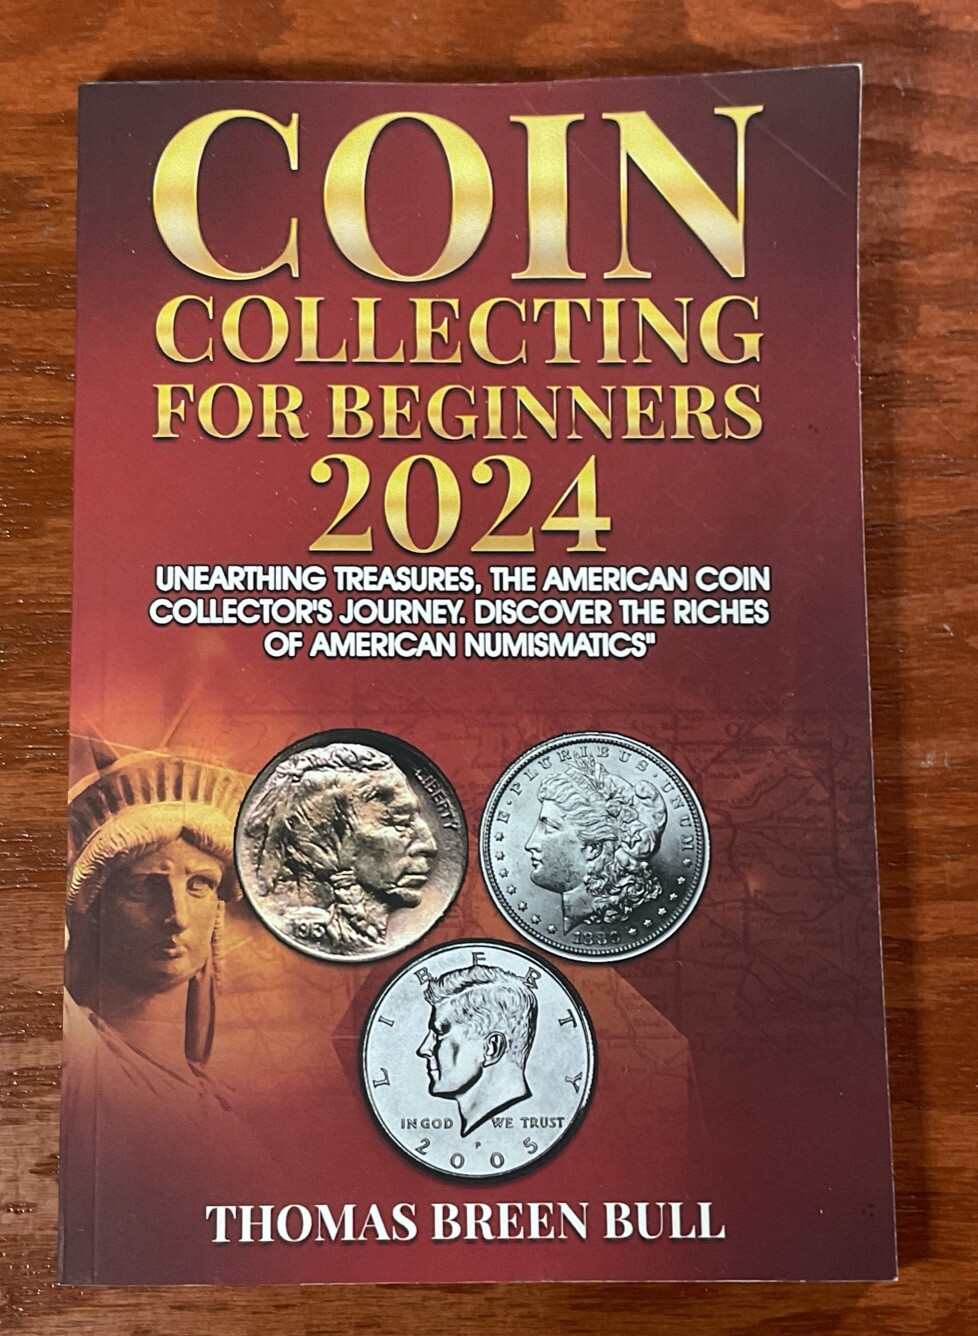 COIN
COLLECTING
FOR BEGINNERS
2024
UNEARTHING TREASURES, THE AMERICAN COIN
COLLECTOR'S JOURNEY. DISCOVER THE RICHES
OF AMERICAN NUMISMATICS"
LIBERTY
E·PLURIBUS·UNUM
LIBERTY
IN GOD WE TRUST
P
2005
THOMAS BREEN BULL